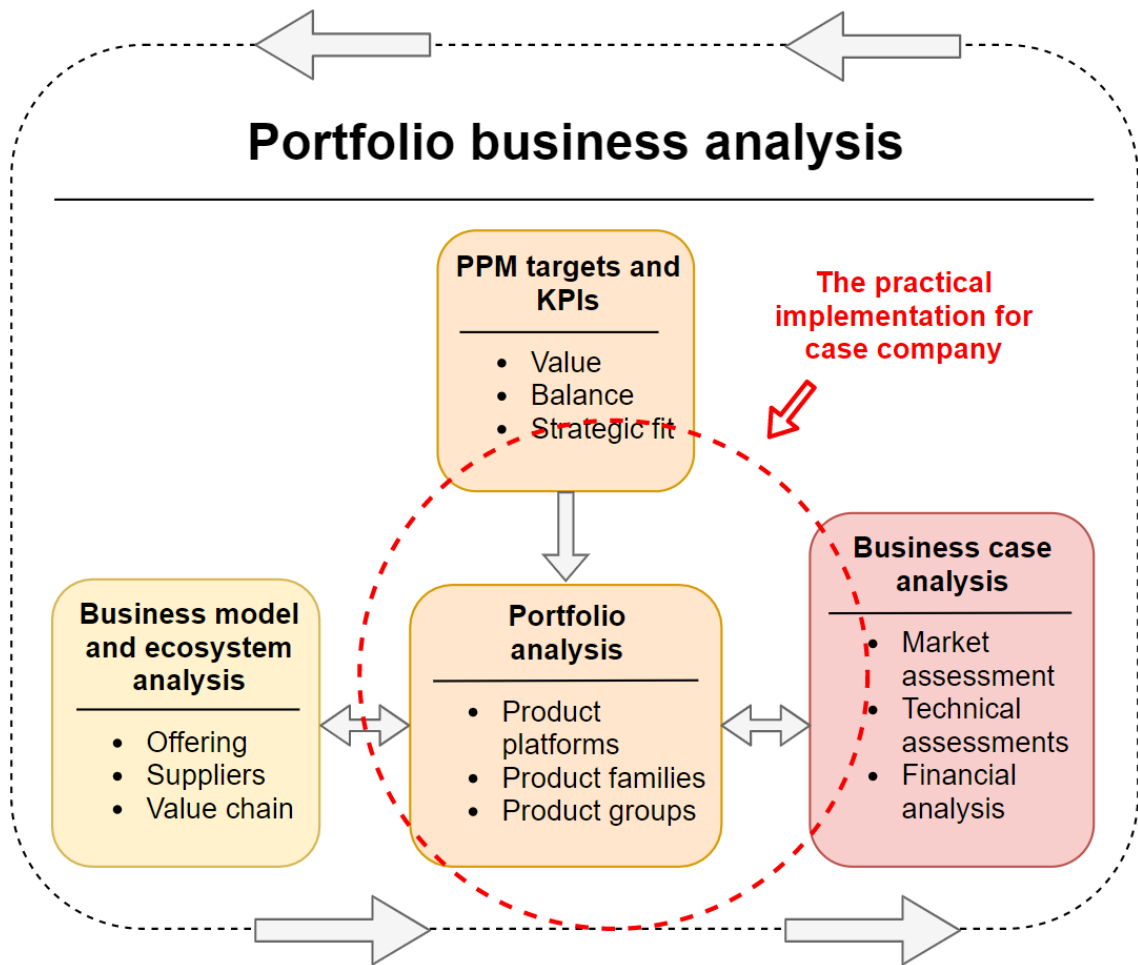 Portfolio business analysis
PPM targets and
KPIs
• Value
• Balance
• Strategic fit
The practical
implementation for
case company
Business model
and ecosystem
analysis
• Offering
• Suppliers
• Value chain
Portfolio
analysis
• Product
platforms
• Product families
• Product groups
Business case
analysis
• Market
assessment
• Technical
assessments
• Financial
analysis